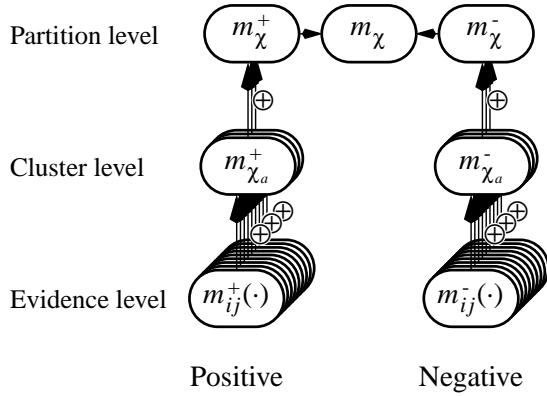 Partition level m_χ^+ m_χ m_χ^-
⊕ ⊕
Cluster level m_{χ_a}^+ m_{χ_a}^-
⊕ ⊕ ⊕ ⊕ ⊕ ⊕
Evidence level m_{ij}^+(·) m_{ij}^-(·)
Positive Negative